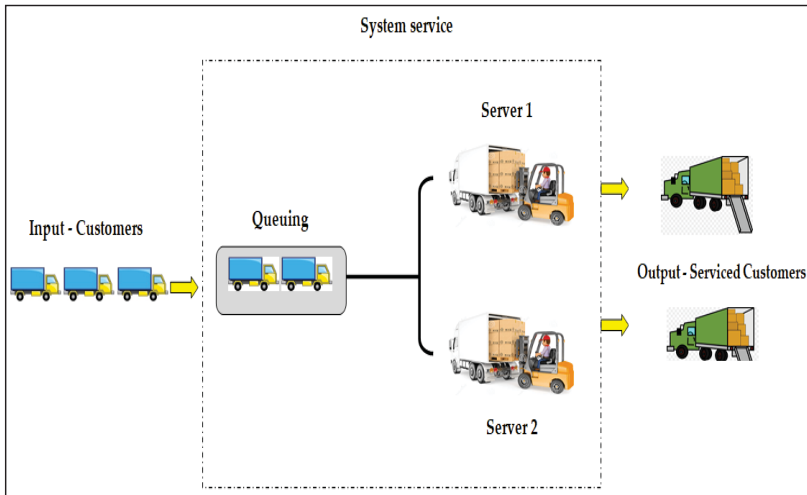 System service
Server 1
Input - Customers
Queuing
Output - Serviced Customers
Server 2